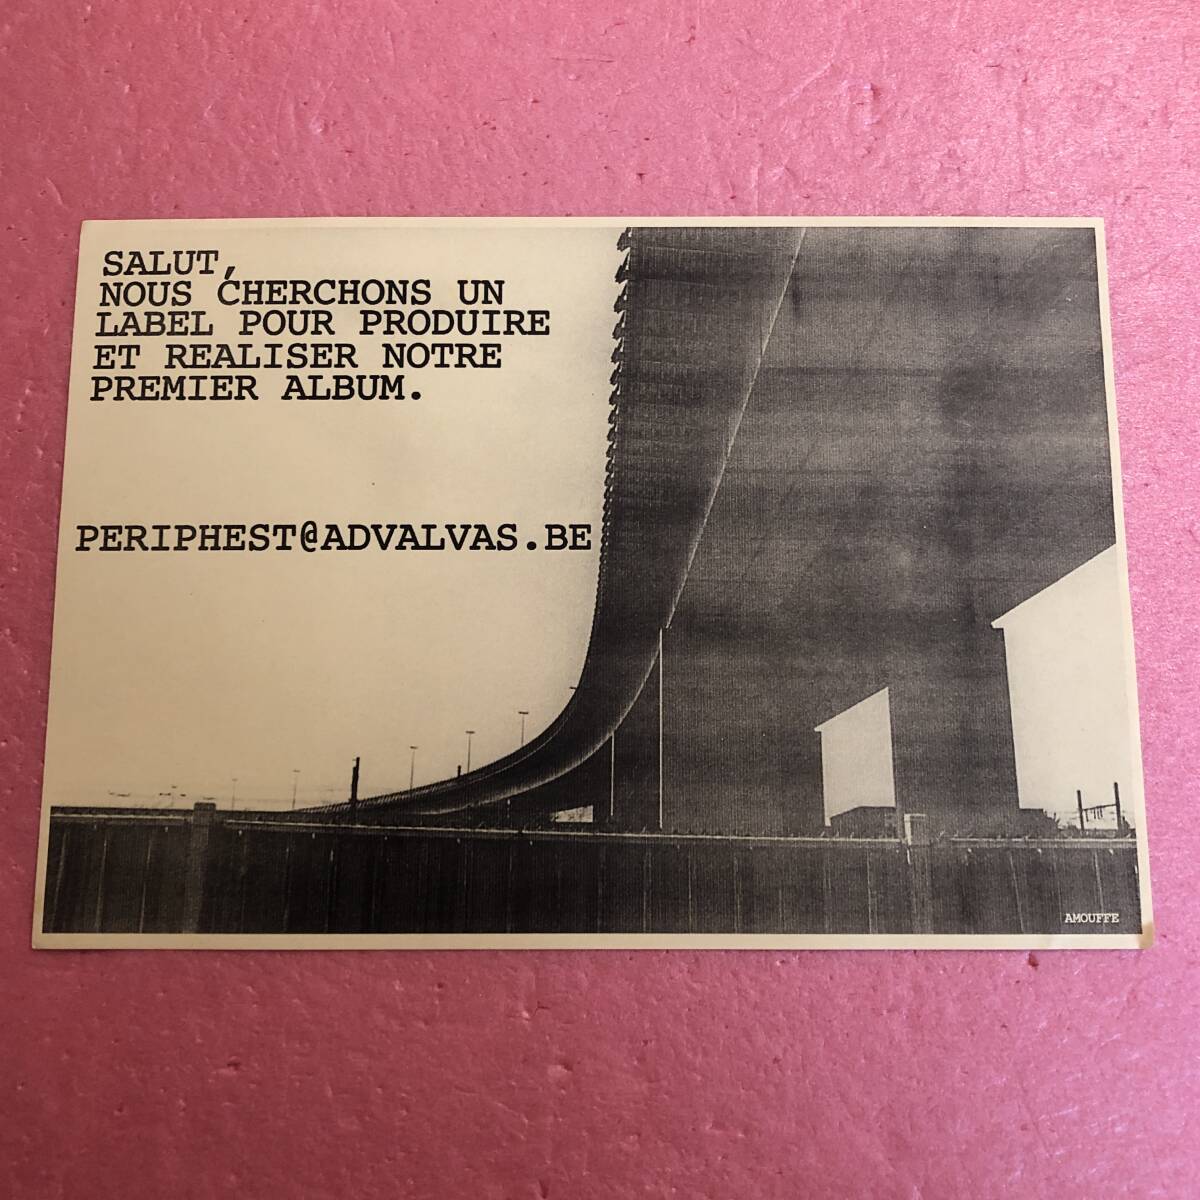 SALUT,
NOUS CHERCHONS UN
LABEL POUR PRODUIRE
ET REALISER NOTRE
PREMIER ALBUM.
PERIPHEST@ADVALVAS.BE
AMOUFFE